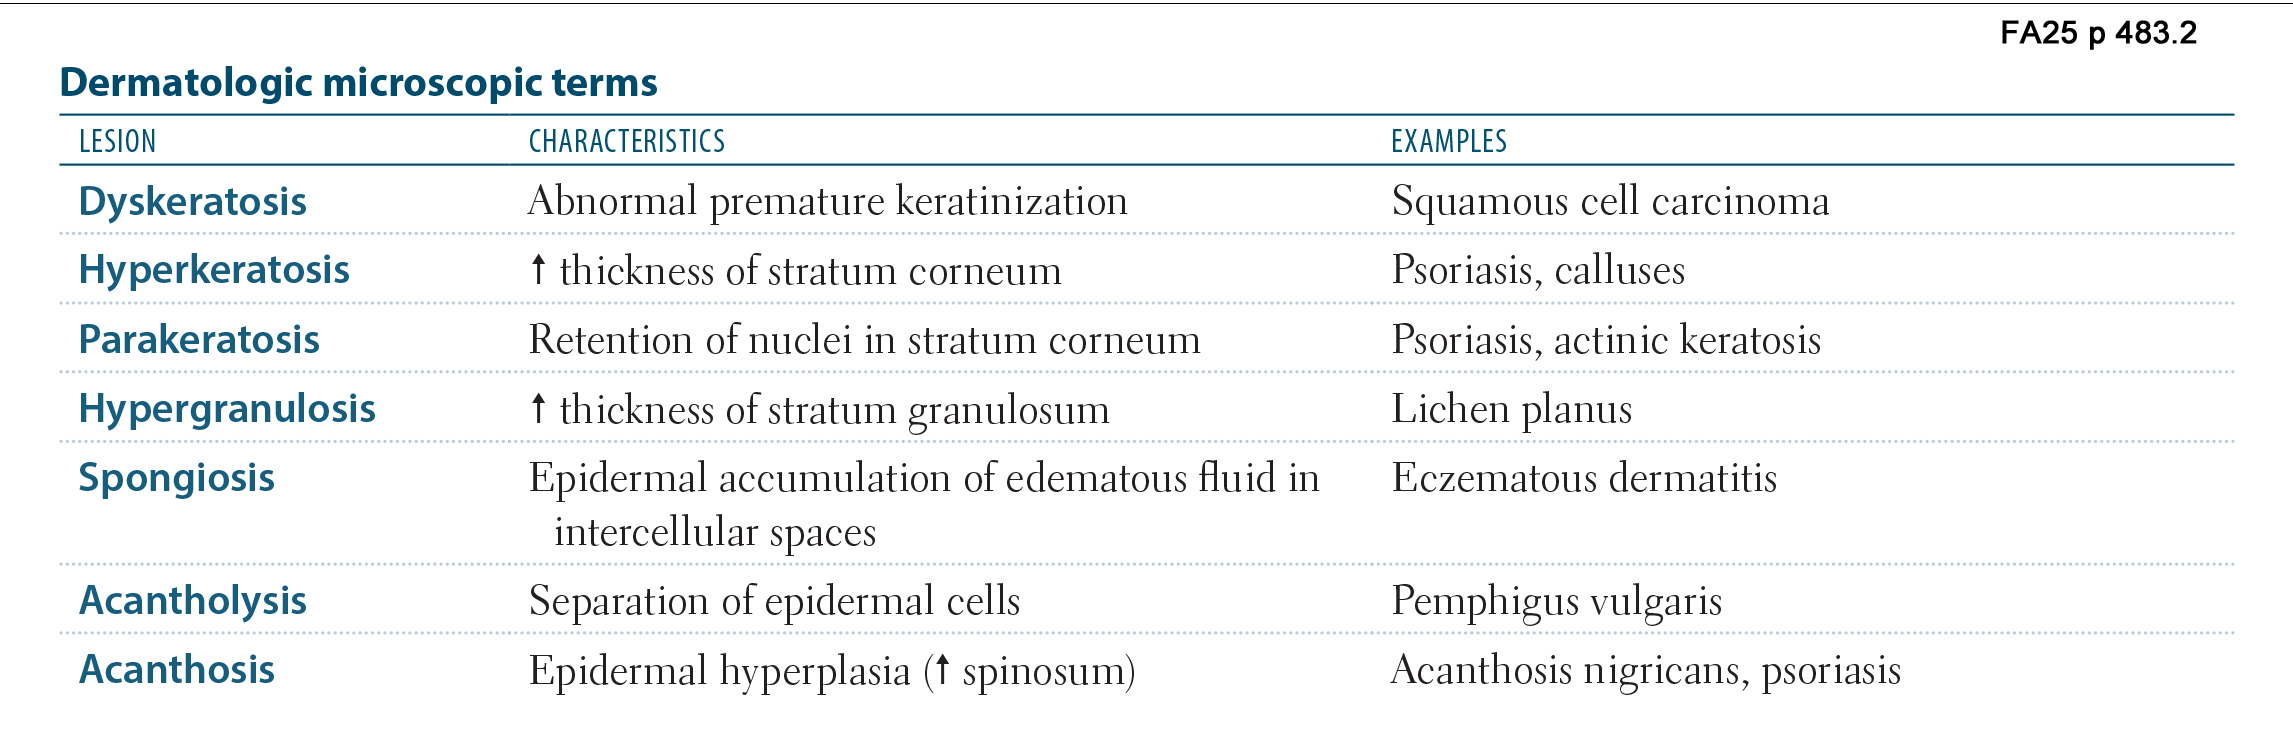 FA25 p 483.2
Dermatologic microscopic terms
LESION CHARACTERISTICS EXAMPLES
Dyskeratosis Abnormal premature keratinization Squamous cell carcinoma
Hyperkeratosis ↑ thickness of stratum corneum Psoriasis, calluses
Parakeratosis Retention of nuclei in stratum corneum Psoriasis, actinic keratosis
Hypergranulosis ↑ thickness of stratum granulosum Lichen planus
Spongiosis Epidermal accumulation of edematous fluid in Eczematous dermatitis
intercellular spaces
Acantholysis Separation of epidermal cells Pemphigus vulgaris
Acanthosis Epidermal hyperplasia (↑ spinosum) Acanthosis nigricans, psoriasis